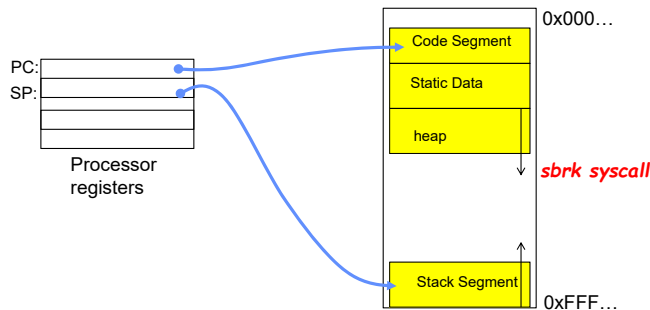 0x000…
Code Segment
PC:
Static Data
SP:
heap
Processor
registers
sbrk syscall
Stack Segment
0xFFF…